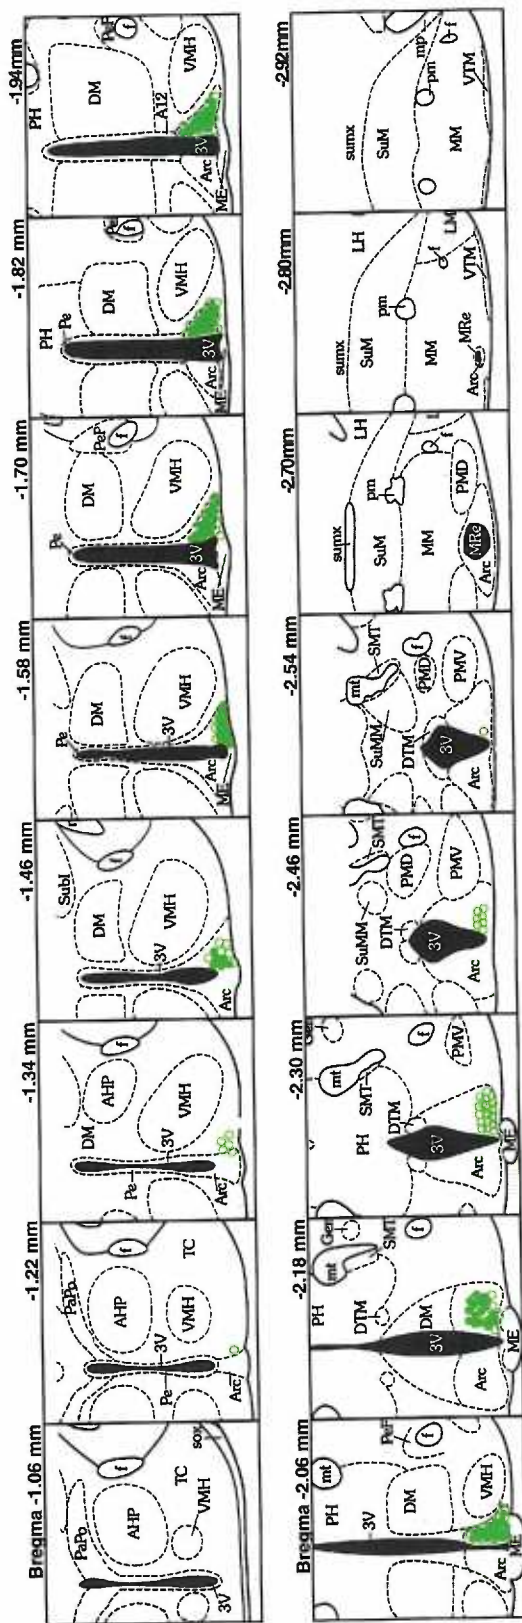 Bregma -1.06 mm
PaPo
AHP
f
TC
VMH
3V
sox
-1.22 mm
PaPo
AHP
f
TC
3V
VMH
Pe
Arc
-1.34 mm
DM
AHP
f
3V
VMH
Pe
Arc
-1.46 mm
SubI
DM
f
3V
VMH
Arc
-1.58 mm
Pe
DM
f
3V
VMH
Arc
ME
-1.70 mm
Pe
DM
PeF
f
VMH
3V
Arc
ME
-1.82 mm
PH
Pe
DM
f
VMH
3V
Arc
ME
-1.94mm
PH
DM
PeF
f
A12
VMH
3V
Arc
ME
Bregma -2.06 mm
PH
mt
3V
DM
PeF
f
VMH
Arc
ME
-2.18 mm
PH
mt
Gem
SMT
DTM
DM
f
3V
Arc
ME
-2.30 mm
Gem
mt
PH
SMT
DTM
f
3V
PMV
Arc
ME
-2.46 mm
SMT
SuMM
DTM
PMD
f
3V
PMV
Arc
-2.54 mm
mt
SMT
SuMM
DTM
PMD
f
3V
PMV
Arc
-2.70mm
LH
sumx
SuM
pm
f
MM
PMD
MRe
Arc
-2.80mm
LH
sumx
SuM
pm
f
LM
MM
VTM
MRe
Arc
-2.92mm
sumx
SuM
mp
pm
f
MM
VTM